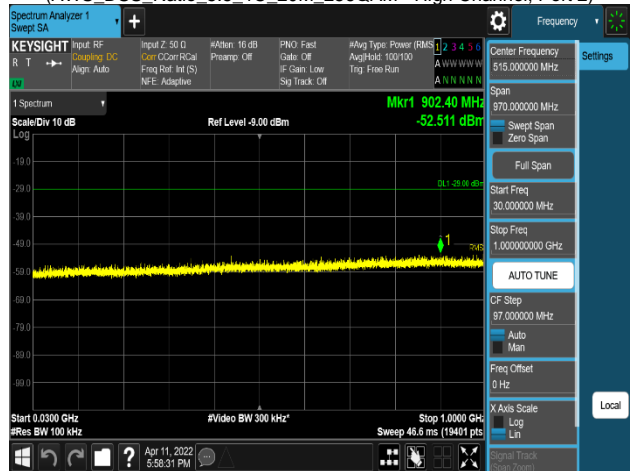 Spectrum Analyzer 1
Swept SA
Frequency
KEYSIGHT
R T
LV
Input: RF
Coupling: DC
Align: Auto
Input Z: 50 Ω
Corr CCorr RCal
Freq Ref: Int (S)
NFE: Adaptive
#Atten: 16 dB
Preamp: Off
PNO: Fast
Gate: Off
IF Gain: Low
Sig Track: Off
#Avg Type: Power (RMS)
Avg|Hold: 100/100
Trig: Free Run
1 2 3 4 5 6
A W W W W W
A N N N N N
1 Spectrum
Scale/Div 10 dB
Log
Ref Level -9.00 dBm
Mkr1 902.40 MHz
-52.511 dBm
-19.0
-29.0
-39.0
-49.0
-59.0
-69.0
-79.0
-89.0
-99.0
DL1 -29.00 dBm
1
RMS
Start 0.0300 GHz
#Res BW 100 kHz
#Video BW 300 kHz*
Stop 1.0000 GHz
Sweep 46.6 ms (19401 pts)
Apr 11, 2022
5:58:31 PM
Center Frequency
515.000000 MHz
Settings
Span
970.000000 MHz
Swept Span
Zero Span
Full Span
Start Freq
30.000000 MHz
Stop Freq
1.000000000 GHz
AUTO TUNE
CF Step
97.000000 MHz
Auto
Man
Freq Offset
0 Hz
X Axis Scale
Log
Lin
Local
Signal Track
(Span Zoom)